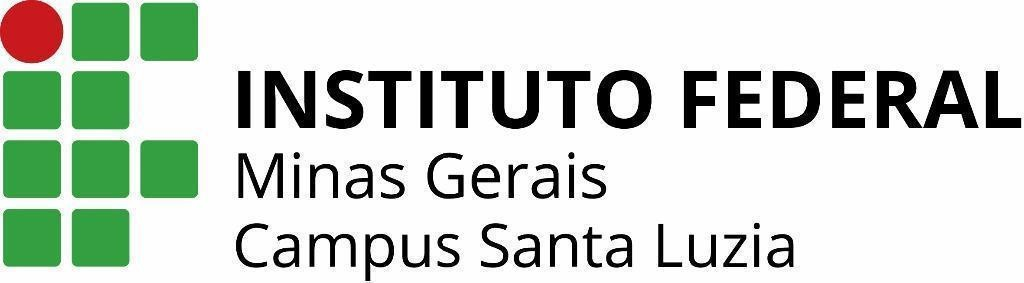 INSTITUTO FEDERAL
Minas Gerais
Campus Santa Luzia